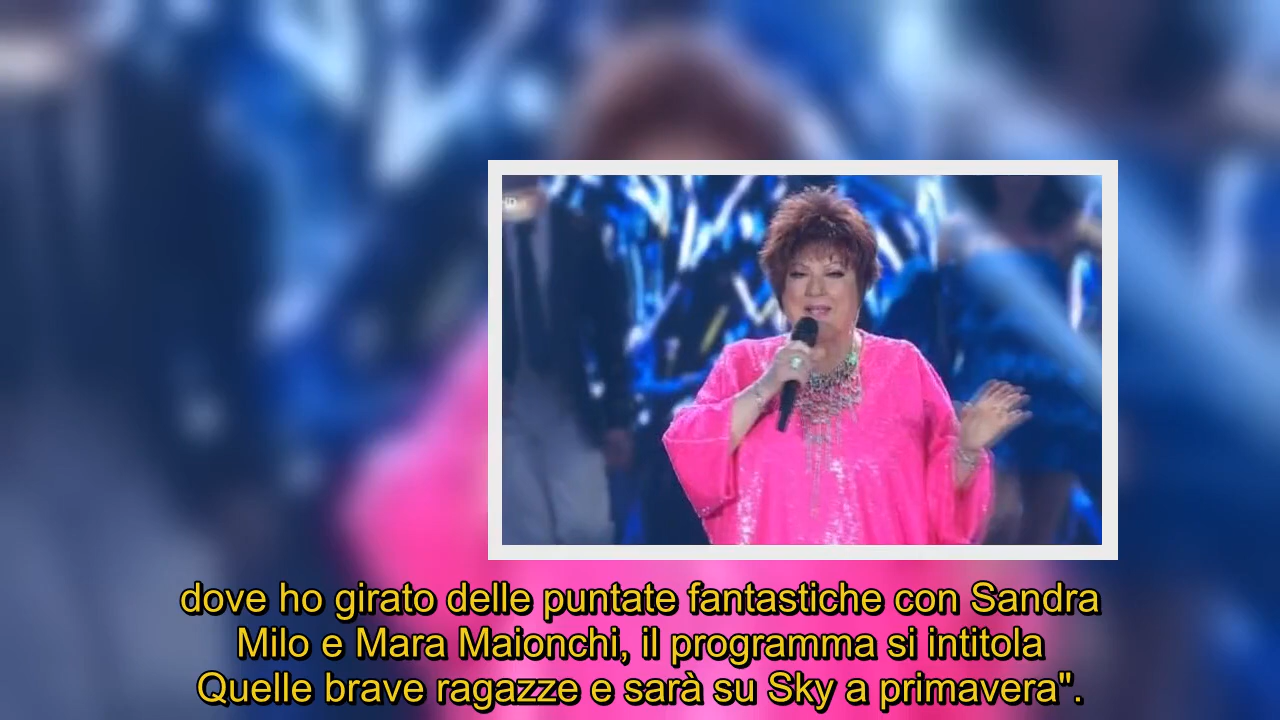 HD
dove ho girato delle puntate fantastiche con Sandra
Milo e Mara Maionchi, il programma si intitola
Quelle brave ragazze e sarà su Sky a primavera".